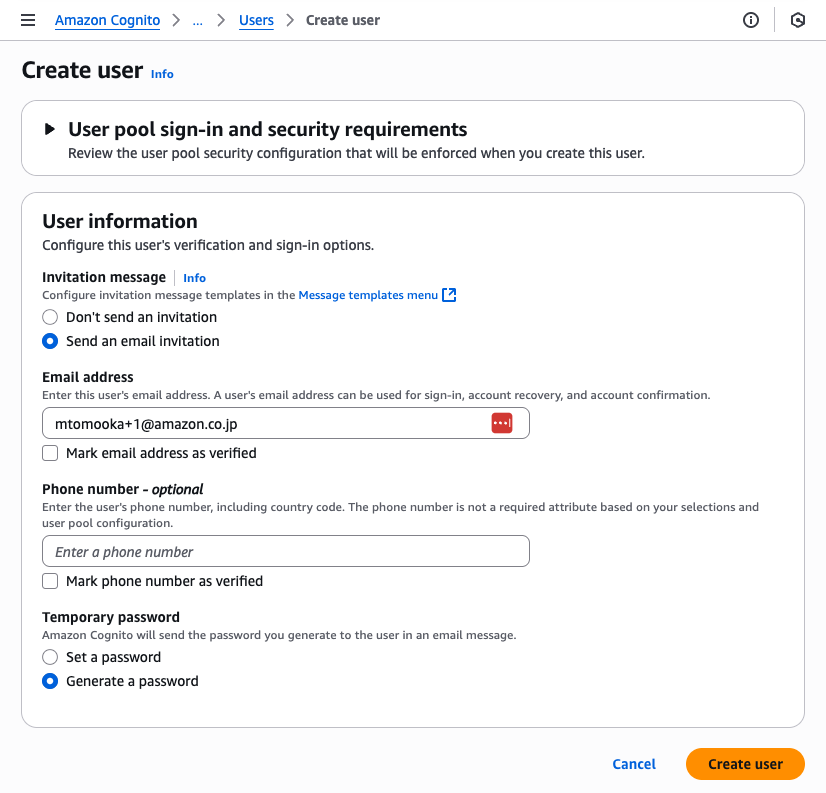 Amazon Cognito > ... > Users > Create user
Create user Info
User pool sign-in and security requirements
Review the user pool security configuration that will be enforced when you create this user.
User information
Configure this user's verification and sign-in options.
Invitation message Info
Configure invitation message templates in the Message templates menu
Don't send an invitation
Send an email invitation
Email address
Enter this user's email address. A user's email address can be used for sign-in, account recovery, and account confirmation.
mtomooka+1@amazon.co.jp
Mark email address as verified
Phone number - optional
Enter the user's phone number, including country code. The phone number is not a required attribute based on your selections and
user pool configuration.
Enter a phone number
Mark phone number as verified
Temporary password
Amazon Cognito will send the password you generate to the user in an email message.
Set a password
Generate a password
Cancel Create user